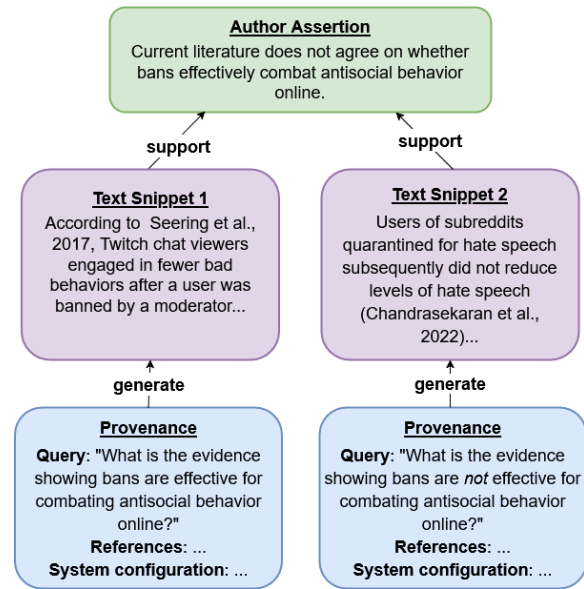 Author Assertion
Current literature does not agree on whether
bans effectively combat antisocial behavior
online.
support
support
Text Snippet 1
According to Seering et al.,
2017, Twitch chat viewers
engaged in fewer bad
behaviors after a user was
banned by a moderator...
Text Snippet 2
Users of subreddits
quarantined for hate speech
subsequently did not reduce
levels of hate speech
(Chandrasekaran et al.,
2022)...
generate
generate
Provenance
Query: "What is the evidence
showing bans are effective for
combating antisocial behavior
online?"
References: ...
System configuration: ...
Provenance
Query: "What is the evidence
showing bans are not effective for
combating antisocial behavior
online?"
References: ...
System configuration: ...